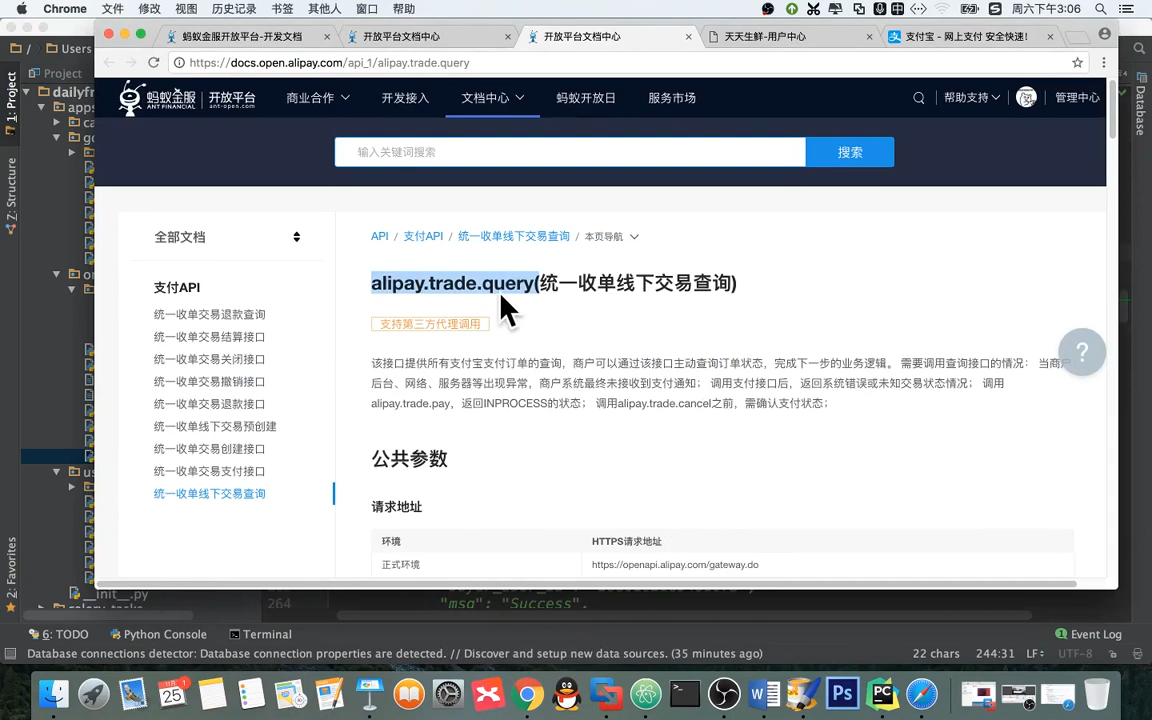 Chrome 文件 修改 视图 历史记录 书签 其他人 窗口 帮助
周六下午3:06
蚂蚁金服开放平台-开发文档
开放平台文档中心
开放平台文档中心
天天生鲜-用户中心
支付宝 - 网上支付 安全快速！
https://docs.open.alipay.com/api_1/alipay.trade.query
Users
Project
dailyfr
apps
1: Project
Z: Structure
2: Favorites
Database
蚂蚁金服
ANT FINANCIAL
开放平台
ant-open.com
商业合作 开发接入 文档中心 蚂蚁开放日 服务市场
帮助支持 管理中心
输入关键词搜索
搜索
全部文档
支付API
统一收单交易退款查询
统一收单交易结算接口
统一收单交易关闭接口
统一收单交易撤销接口
统一收单交易退款接口
统一收单线下交易预创建
统一收单交易创建接口
统一收单交易支付接口
统一收单线下交易查询
API / 支付API / 统一收单线下交易查询 / 本页导航
alipay.trade.query(统一收单线下交易查询)
支持第三方代理调用
该接口提供所有支付宝支付订单的查询，商户可以通过该接口主动查询订单状态，完成下一步的业务逻辑。 需要调用查询接口的情况： 当商户
后台、网络、服务器等出现异常，商户系统最终未接收到支付通知； 调用支付接口后，返回系统错误或未知交易状态情况； 调用
alipay.trade.pay，返回INPROCESS的状态； 调用alipay.trade.cancel之前，需确认支付状态；
?
公共参数
请求地址
环境 HTTPS请求地址
正式环境 https://openapi.alipay.com/gateway.do
__init__.py
264
"msg": "Success",
6: TODO Python Console Terminal
1 Event Log
Database connections detector: Database connection properties are detected. // Discover and setup new data sources. (35 minutes ago)
22 chars 244:31 LF÷ UTF-8
25
Ps
PC